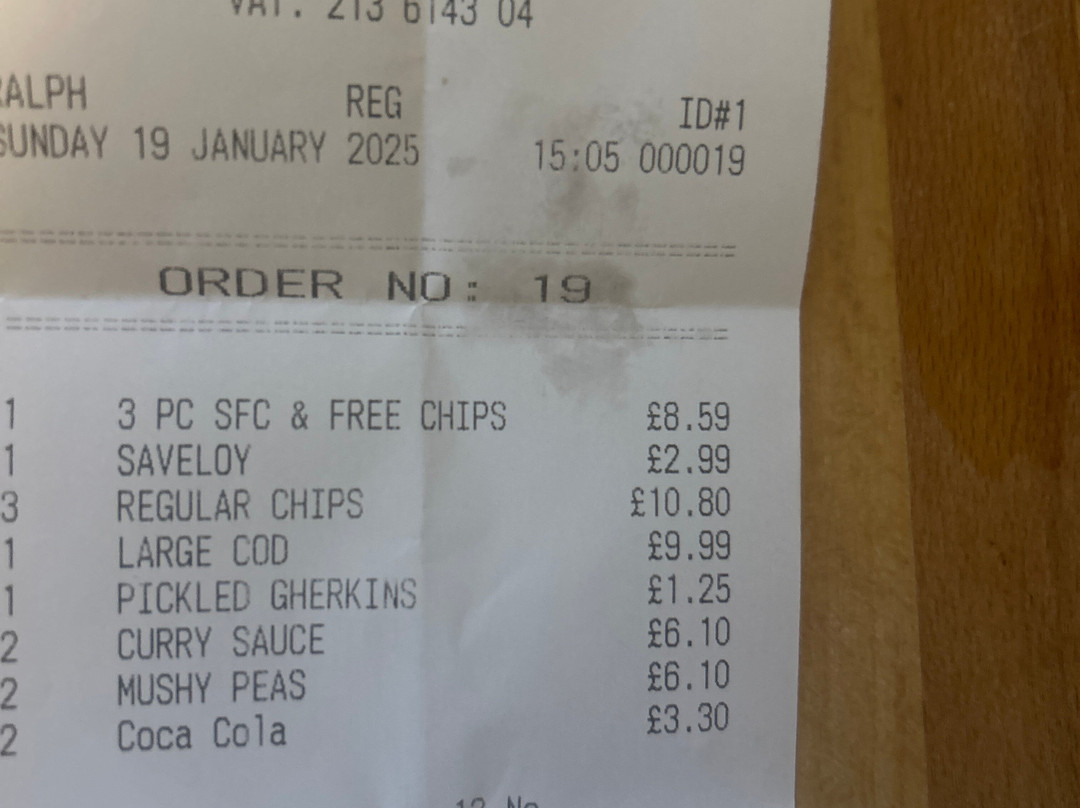 VAT. 213 6143 04
RALPH REG ID#1
SUNDAY 19 JANUARY 2025 15:05 000019
ORDER NO: 19
1 3 PC SFC & FREE CHIPS £8.59
1 SAVELOY £2.99
3 REGULAR CHIPS £10.80
1 LARGE COD £9.99
1 PICKLED GHERKINS £1.25
2 CURRY SAUCE £6.10
2 MUSHY PEAS £6.10
2 Coca Cola £3.30